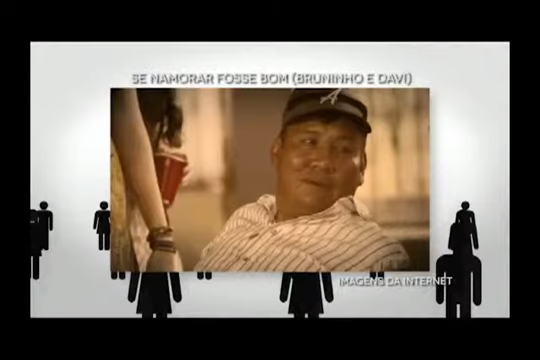 SE NAMORAR FOSSE BOM (BRUNINHO E DAVI)
A
IMAGENS DA INTERNET